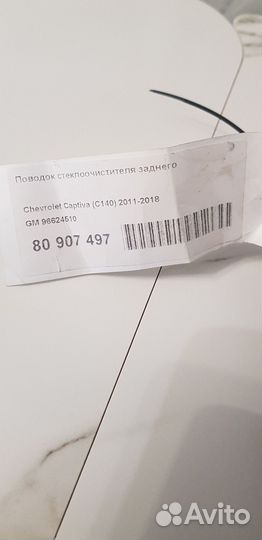 Поводок стеклоочистителя заднего
Chevrolet Captiva (C140) 2011-2018
GM 96624510
80 907 497
Avito